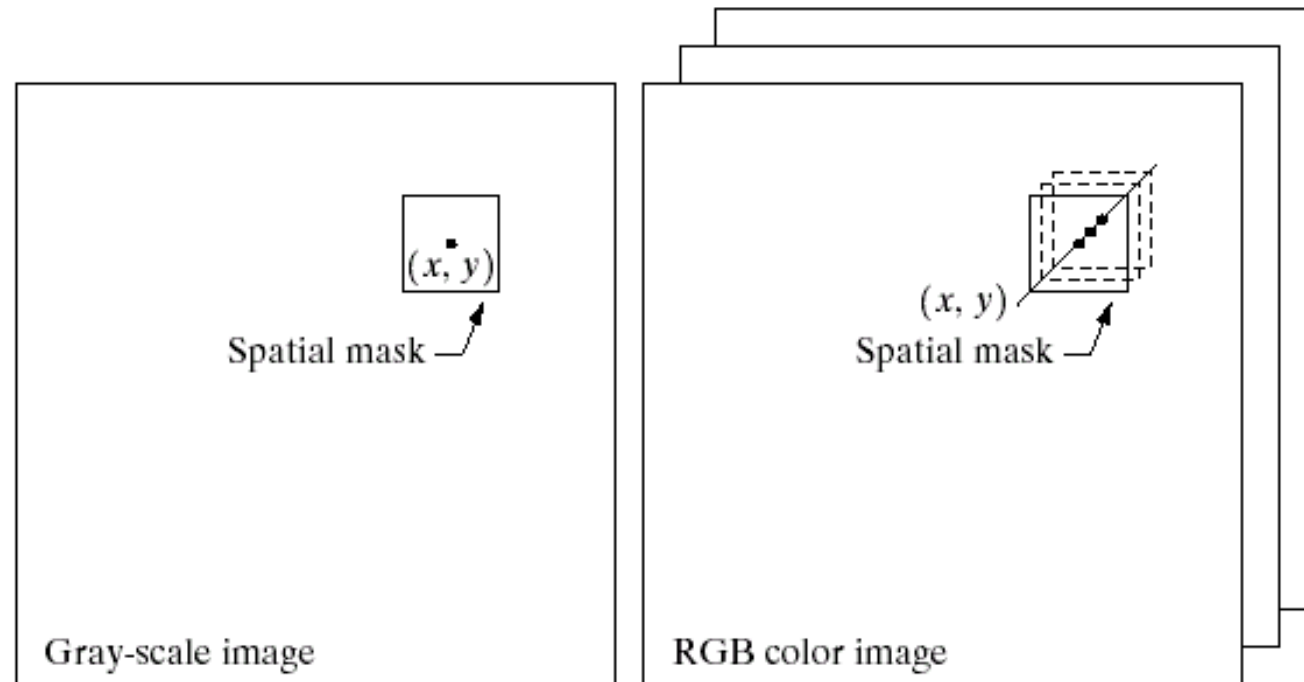 (x, y)
Spatial mask
Gray-scale image
(x, y)
Spatial mask
RGB color image